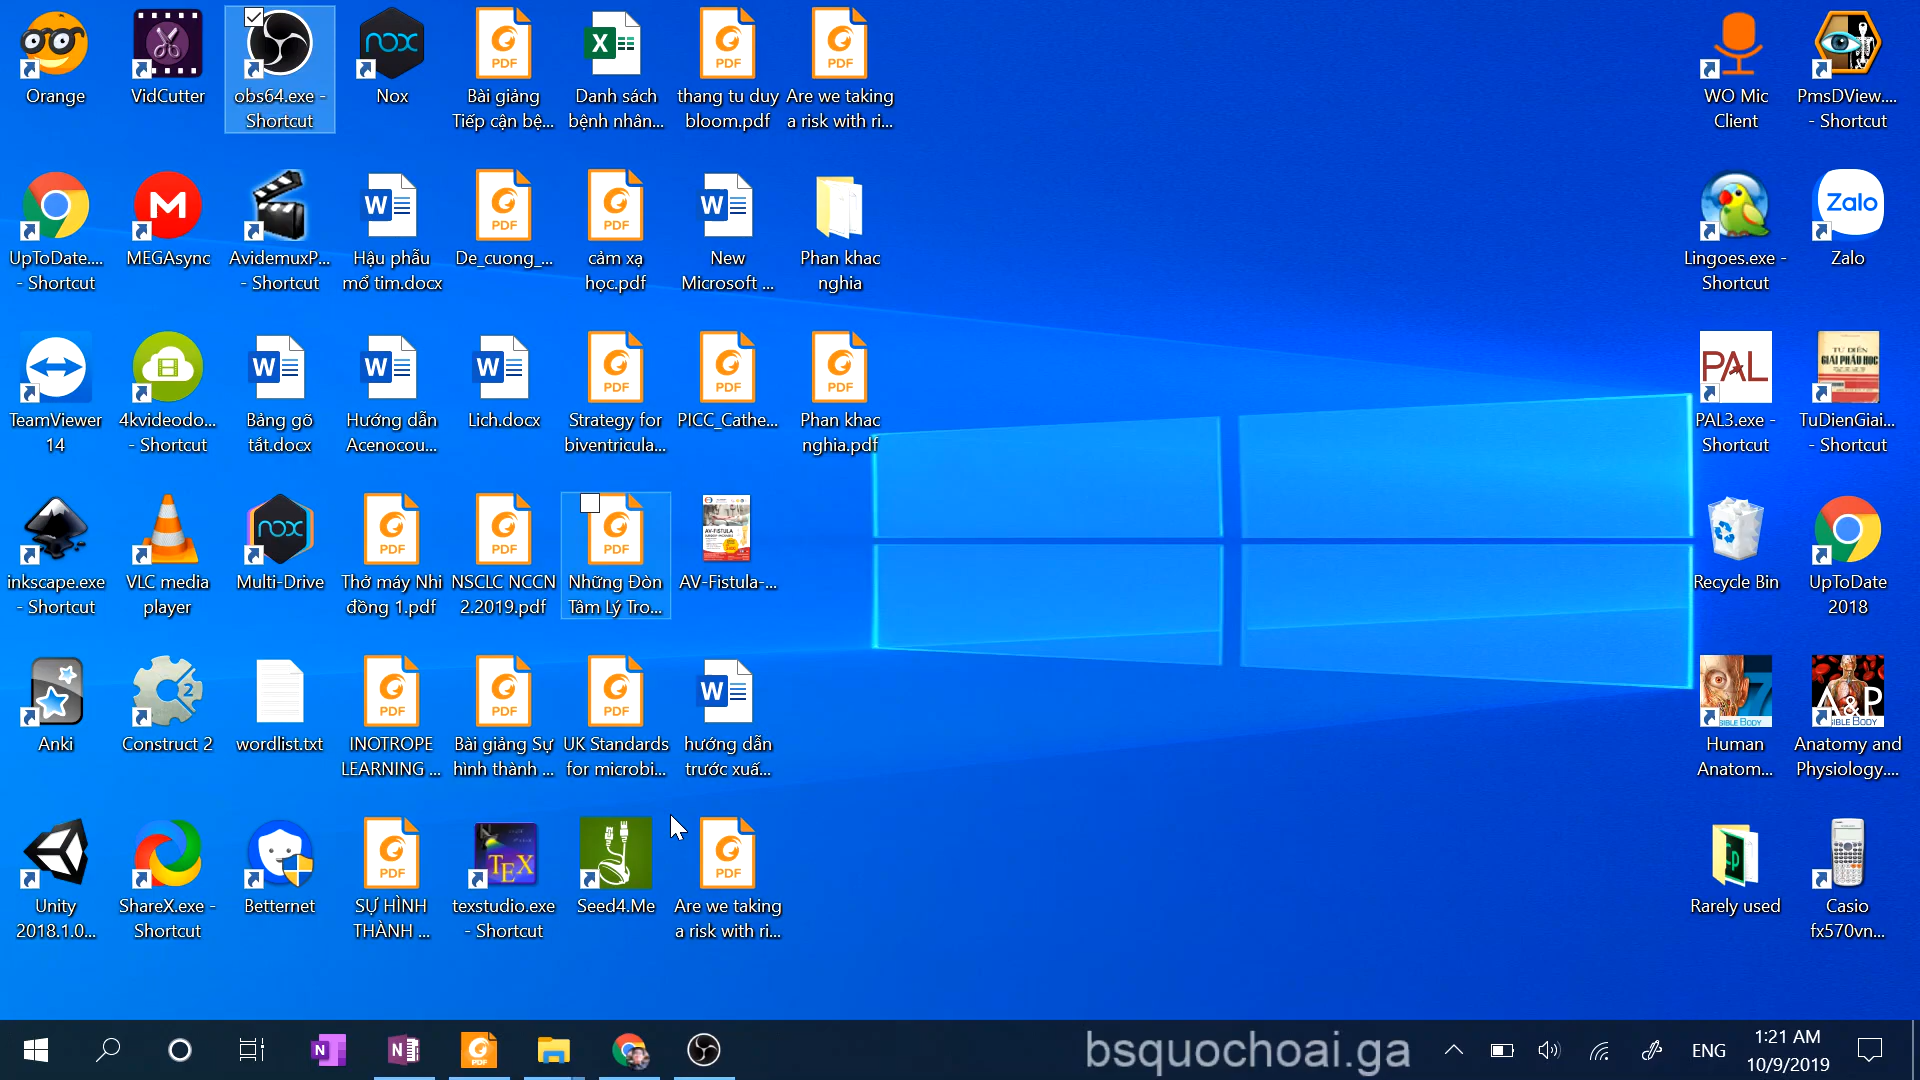 Orange
VidCutter
obs64.exe -
Shortcut
Nox
Bài giảng
Tiếp cận bệ...
Danh sách
bệnh nhân...
thang tu duy
bloom.pdf
Are we taking
a risk with ri...
WO Mic
Client
PmsDView....
- Shortcut
UpToDate....
- Shortcut
MEGAsync
AvidemuxP...
- Shortcut
Hậu phẫu
mổ tim.docx
De_cuong_...
cảm xạ
học.pdf
New
Microsoft ...
Phan khac
nghia
Lingoes.exe -
Shortcut
Zalo
Zalo
TeamViewer
14
4kvideodo...
- Shortcut
Bảng gõ
tắt.docx
Hướng dẫn
Acenocou...
Lich.docx
Strategy for
biventricula...
PICC_Cathe...
Phan khac
nghia.pdf
PAL
PAL3.exe -
Shortcut
TỪ ĐIỂN
GIẢI PHẪU HỌC
TuDienGiai...
- Shortcut
inkscape.exe
- Shortcut
VLC media
player
Multi-Drive
Thở máy Nhi
đồng 1.pdf
NSCLC NCCN
2.2019.pdf
Những Đòn
Tâm Lý Tro...
AV-FISTULA
AV-Fistula-...
Recycle Bin
UpToDate
2018
Anki
Construct 2
wordlist.txt
INOTROPE
LEARNING ...
Bài giảng Sự
hình thành ...
UK Standards
for microbi...
hướng dẫn
trước xuấ...
Human
Anatom...
A&P
Anatomy and
Physiology....
Unity
2018.1.0...
ShareX.exe -
Shortcut
Betternet
SỰ HÌNH
THÀNH ...
texstudio.exe
- Shortcut
Seed4.Me
Are we taking
a risk with ri...
Rarely used
Casio
fx570vn...
bsquochoai.ga
ENG
1:21 AM
10/9/2019